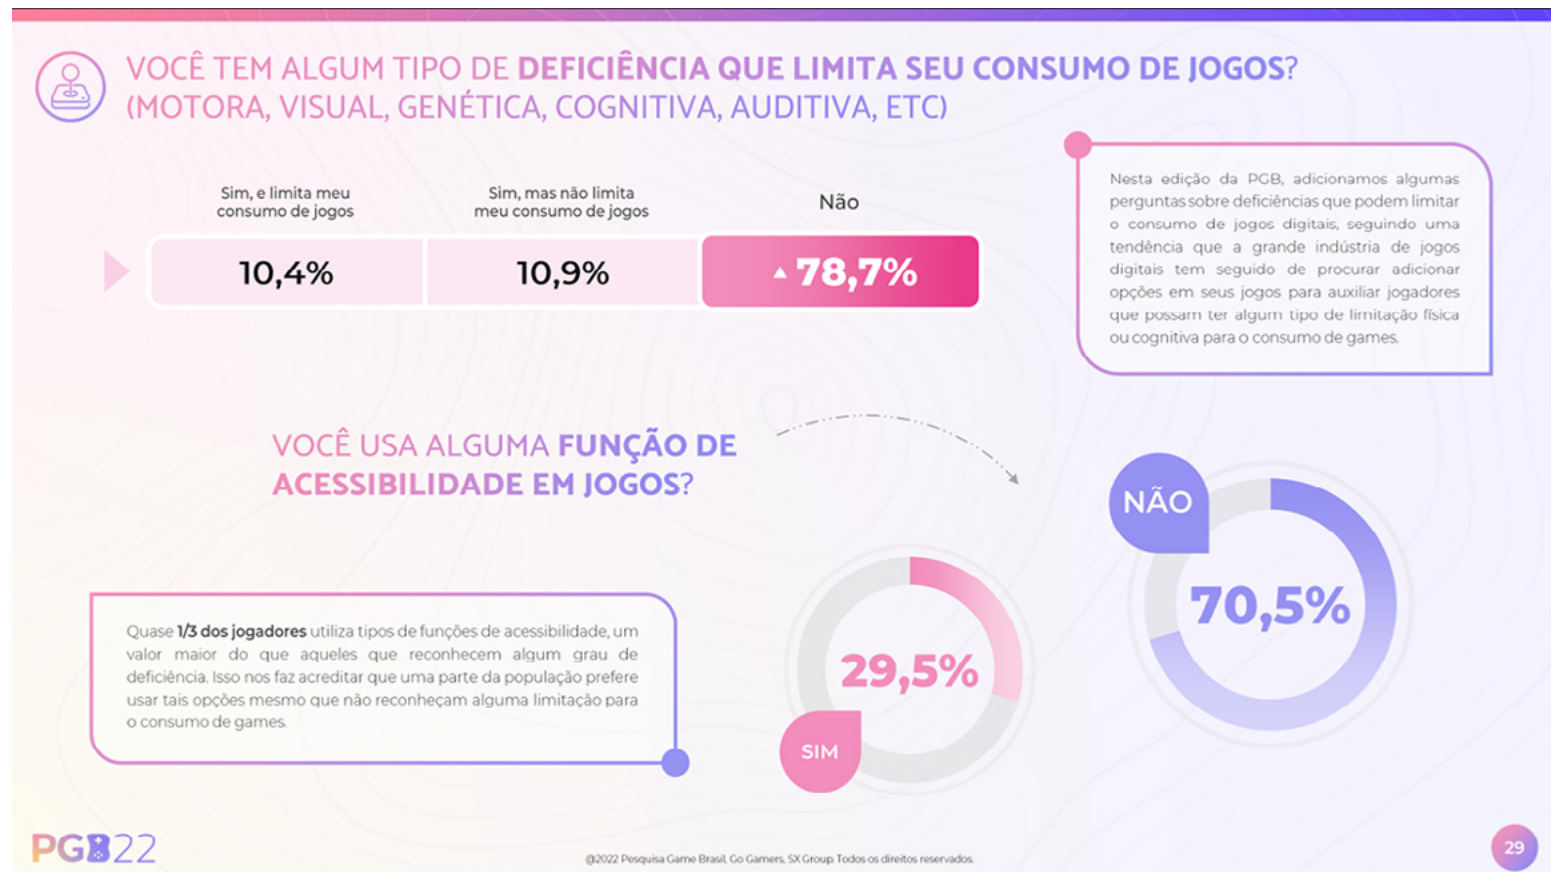 VOCÊ TEM ALGUM TIPO DE DEFICIÊNCIA QUE LIMITA SEU CONSUMO DE JOGOS?
(MOTORA, VISUAL, GENÉTICA, COGNITIVA, AUDITIVA, ETC)
Sim, e limita meu
consumo de jogos
Sim, mas não limita
meu consumo de jogos
Não
10,4%
10,9%
78,7%
Nesta edição da PGB, adicionamos algumas
perguntas sobre deficiências que podem limitar
o consumo de jogos digitais, seguindo uma
tendência que a grande indústria de jogos
digitais tem seguido de procurar adicionar
opções em seus jogos para auxiliar jogadores
que possam ter algum tipo de limitação física
ou cognitiva para o consumo de games.
VOCÊ USA ALGUMA FUNÇÃO DE
ACESSIBILIDADE EM JOGOS?
NÃO
70,5%
29,5%
SIM
Quase 1/3 dos jogadores utiliza tipos de funções de acessibilidade, um
valor maior do que aqueles que reconhecem algum grau de
deficiência. Isso nos faz acreditar que uma parte da população prefere
usar tais opções mesmo que não reconheçam alguma limitação para
o consumo de games.
PGB22
@2022 Pesquisa Game Brasil, Go Gamers, SX Group. Todos os direitos reservados.
29